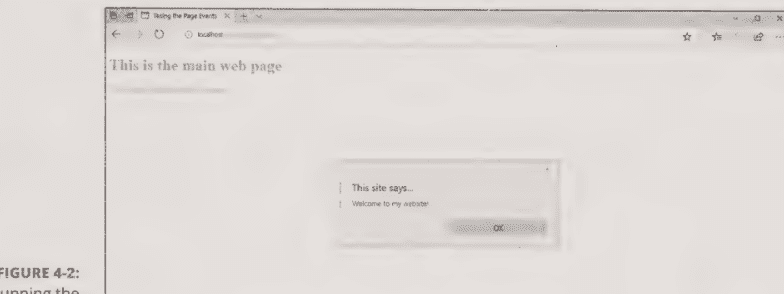 Testing the Page Events
localhost
This is the main web page
This site says...
Welcome to my website!
OK
FIGURE 4-2:
unning the